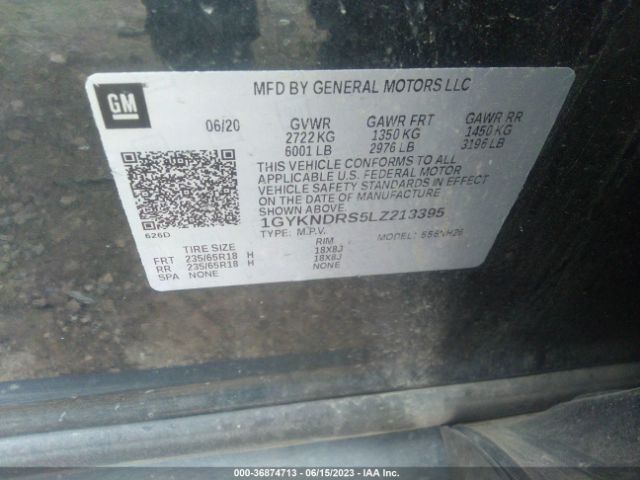 GM
MFD BY GENERAL MOTORS LLC
06/20 GVWR GAWR FRT GAWR RR
2722 KG 1350 KG 1450 KG
6001 LB 2976 LB 3196 LB
THIS VEHICLE CONFORMS TO ALL
APPLICABLE U.S. FEDERAL MOTOR
VEHICLE SAFETY STANDARDS IN EFFECT
ON THE DATE OF MANUFACTURE
SHOWN ABOVE.
1GYKNDRS5LZ213395
626D TYPE: M.P.V. MODEL:
TIRE SIZE RIM
FRT 235/65R18 H 18X8J
RR 235/65R18 H 18X8J
SPA NONE NONE
000-36874713 - 06/15/2023 - IAA Inc.